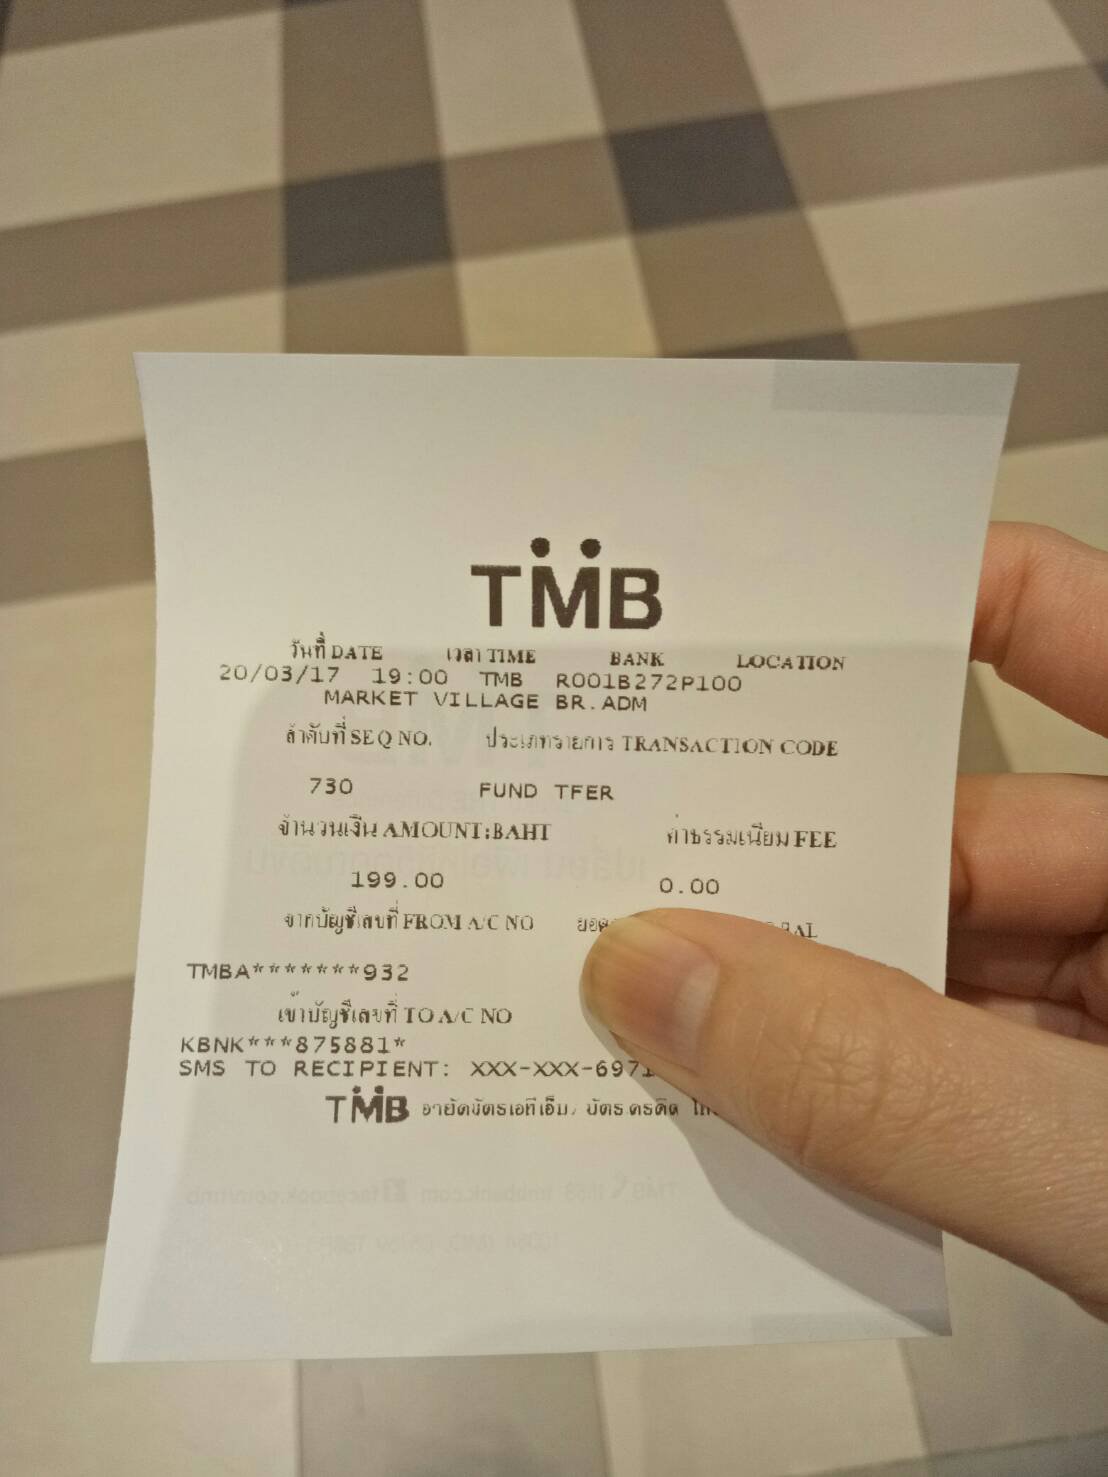 TMB
วันที่ DATE เวลา TIME BANK LOCATION
20/03/17 19:00 TMB R001B272P100
MARKET VILLAGE BR.ADM
ลำดับที่ SEQ NO. ประเภทรายการ TRANSACTION CODE
730 FUND TFER
จำนวนเงิน AMOUNT:BAHT ค่าธรรมเนียม FEE
199.00 0.00
จากบัญชีเลขที่ FROM A/C NO BAL
TMBA*******932
เข้าบัญชีเลขที่ TO A/C NO
KBNK***875881*
SMS TO RECIPIENT: XXX-XXX-6971
TMB อายัดบัตรเอทีเอ็ม/ บัตรเครดิต